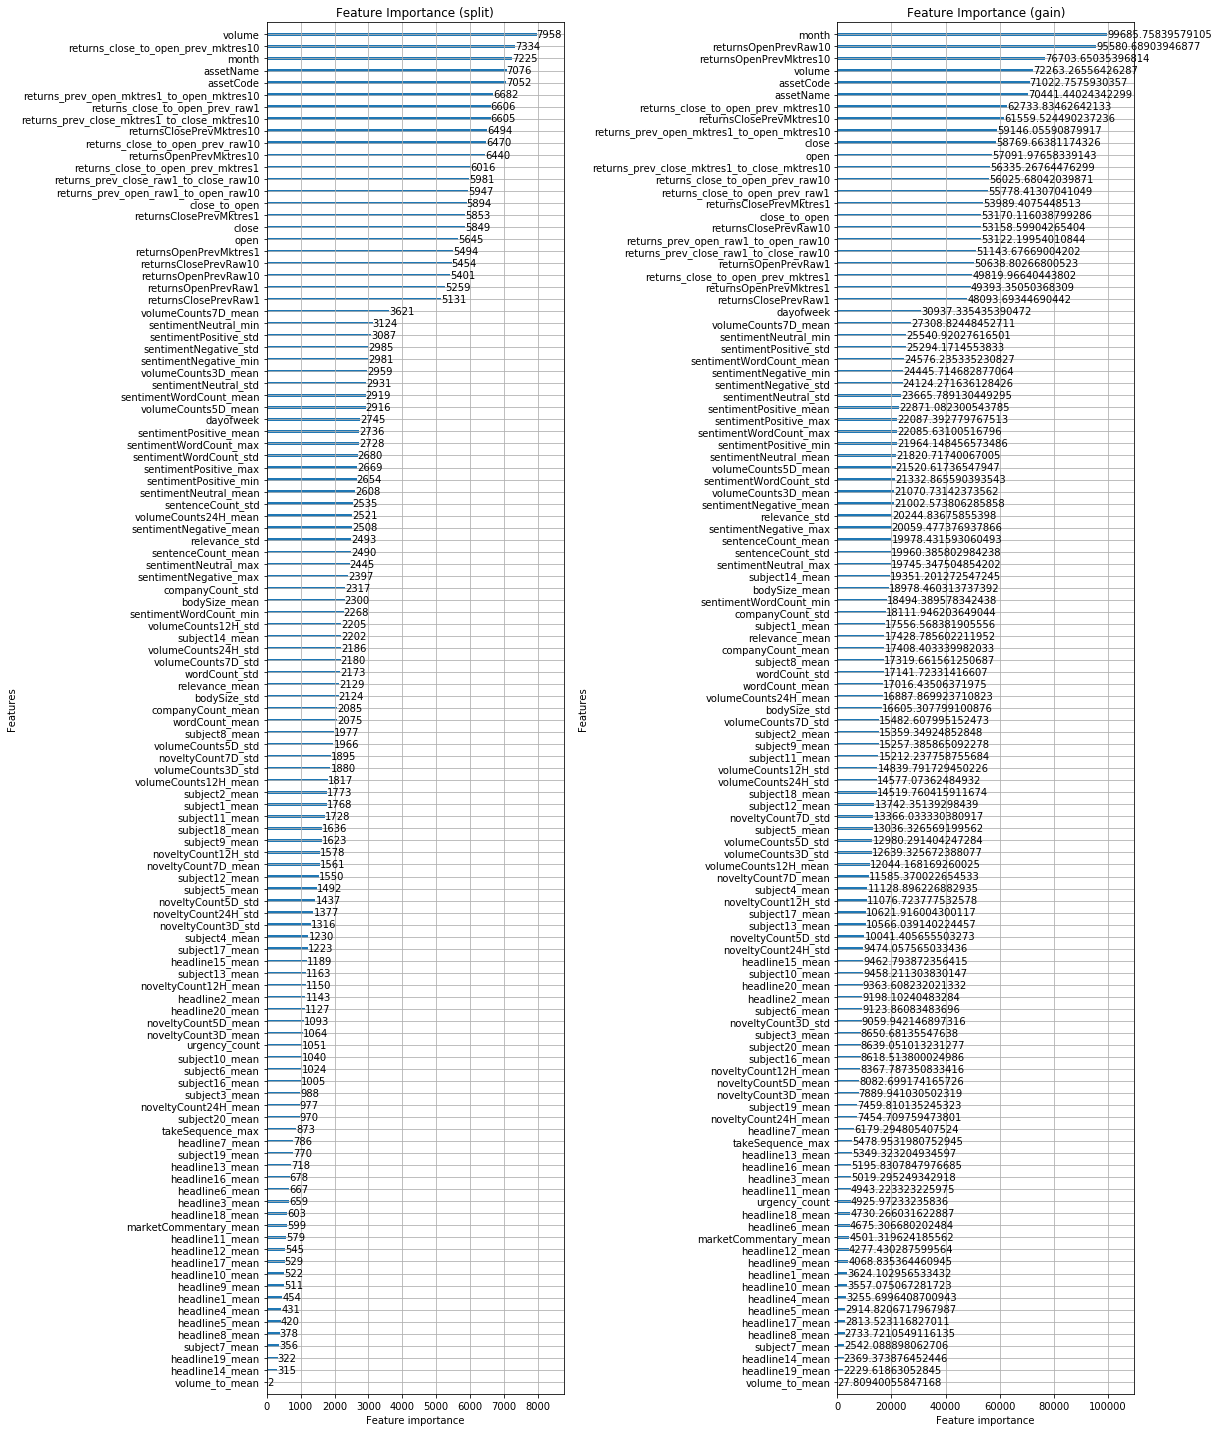 Feature Importance (split)
volume 7958
returns_close_to_open_prev_mktres10 7334
month 7225
assetName 7076
assetCode 7052
returns_prev_open_mktres1_to_open_mktres10 6682
returns_close_to_open_prev_raw1 6606
returns_prev_close_mktres1_to_close_mktres10 6605
returnsClosePrevMktres10 6494
returns_close_to_open_prev_raw10 6470
returnsOpenPrevMktres10 6440
returns_close_to_open_prev_mktres1 6016
returns_prev_close_raw1_to_close_raw10 5981
returns_prev_open_raw1_to_open_raw10 5947
close_to_open 5894
returnsClosePrevMktres1 5853
close 5849
open 5645
returnsOpenPrevMktres1 5494
returnsClosePrevRaw10 5454
returnsOpenPrevRaw10 5401
returnsOpenPrevRaw1 5259
returnsClosePrevRaw1 5131
volumeCounts7D_mean 3621
sentimentNeutral_min 3124
sentimentPositive_std 3087
sentimentNegative_std 2985
sentimentNegative_min 2981
volumeCounts3D_mean 2959
sentimentNeutral_std 2931
sentimentWordCount_mean 2919
volumeCounts5D_mean 2916
dayofweek 2745
sentimentPositive_mean 2736
sentimentWordCount_max 2728
sentimentWordCount_std 2680
sentimentPositive_max 2669
sentimentPositive_min 2654
sentimentNeutral_mean 2608
sentenceCount_std 2535
volumeCounts24H_mean 2521
sentimentNegative_mean 2508
relevance_std 2493
sentenceCount_mean 2490
sentimentNeutral_max 2445
sentimentNegative_max 2397
companyCount_std 2317
bodySize_mean 2300
sentimentWordCount_min 2268
volumeCounts12H_std 2205
subject14_mean 2202
volumeCounts24H_std 2186
volumeCounts7D_std 2180
wordCount_std 2173
relevance_mean 2129
bodySize_std 2124
companyCount_mean 2085
wordCount_mean 2075
subject8_mean 1977
volumeCounts5D_std 1966
noveltyCount7D_std 1895
volumeCounts3D_std 1880
volumeCounts12H_mean 1817
subject2_mean 1773
subject1_mean 1768
subject11_mean 1728
subject18_mean 1636
subject9_mean 1623
noveltyCount12H_std 1578
noveltyCount7D_mean 1561
subject12_mean 1550
subject5_mean 1492
noveltyCount5D_std 1437
noveltyCount24H_std 1377
noveltyCount3D_std 1316
subject4_mean 1230
subject17_mean 1223
headline15_mean 1189
subject13_mean 1163
noveltyCount12H_mean 1150
headline2_mean 1143
headline20_mean 1127
noveltyCount5D_mean 1093
noveltyCount3D_mean 1064
urgency_count 1051
subject10_mean 1040
subject6_mean 1024
subject16_mean 1005
subject3_mean 988
noveltyCount24H_mean 977
subject20_mean 970
takeSequence_max 873
headline7_mean 786
subject19_mean 770
headline13_mean 718
headline16_mean 678
headline6_mean 667
headline3_mean 659
headline18_mean 603
marketCommentary_mean 599
headline11_mean 579
headline12_mean 545
headline17_mean 529
headline10_mean 522
headline9_mean 511
headline1_mean 454
headline4_mean 431
headline5_mean 420
headline8_mean 378
subject7_mean 356
headline19_mean 322
headline14_mean 315
volume_to_mean 2
0 1000 2000 3000 4000 5000 6000 7000 8000
Feature importance
Features
Feature Importance (gain)
month 99685.75839579105
returnsOpenPrevRaw10 95580.68903946877
returnsOpenPrevMktres10 76703.65035396814
volume 72263.26556426287
assetCode 71022.7575930357
assetName 70441.44024342299
returns_close_to_open_prev_mktres10 62733.83462642133
returnsClosePrevMktres10 61559.524490237236
returns_prev_open_mktres1_to_open_mktres10 59146.05590879917
close 58769.66381174326
open 57091.97658339143
returns_prev_close_mktres1_to_close_mktres10 56335.26764476299
returns_close_to_open_prev_raw10 56025.68042039871
returns_close_to_open_prev_raw1 55778.41307041049
returnsClosePrevMktres1 53989.4075448513
close_to_open 53170.116038799286
returnsClosePrevRaw10 53158.59904265404
returns_prev_open_raw1_to_open_raw10 53122.19954010844
returns_prev_close_raw1_to_close_raw10 51143.67669004202
returnsOpenPrevRaw1 50638.80266800523
returns_close_to_open_prev_mktres1 49819.96640443802
returnsOpenPrevMktres1 49393.35050368309
returnsClosePrevRaw1 48093.69344690442
dayofweek 30937.335435390472
volumeCounts7D_mean 27308.82448452711
sentimentNeutral_min 25540.92027616501
sentimentPositive_std 25294.1714553833
sentimentWordCount_mean 24576.235335230827
sentimentNegative_min 24445.714682877064
sentimentNegative_std 24124.271636128426
sentimentNeutral_std 23665.789130449295
sentimentPositive_mean 22871.082300543785
sentimentPositive_max 22087.392779767513
sentimentWordCount_max 22085.63100516796
sentimentPositive_min 21964.148456573486
sentimentNeutral_mean 21820.71740067005
volumeCounts5D_mean 21520.61736547947
sentimentWordCount_std 21332.865590393543
volumeCounts3D_mean 21070.73142373562
sentimentNegative_mean 21002.573806285858
relevance_std 20244.83675855398
sentimentNegative_max 20059.477376937866
sentenceCount_mean 19978.431593060493
sentenceCount_std 19960.385802984238
sentimentNeutral_max 19745.347504854202
subject14_mean 19351.201272547245
bodySize_mean 18978.460313737392
sentimentWordCount_min 18494.389578342438
companyCount_std 18111.946203649044
subject1_mean 17556.568381905556
relevance_mean 17428.785602211952
companyCount_mean 17408.403339982033
subject8_mean 17319.661561250687
wordCount_std 17141.72331416607
wordCount_mean 17016.43506371975
volumeCounts24H_mean 16887.869923710823
bodySize_std 16605.307799100876
volumeCounts7D_std 15482.607995152473
subject2_mean 15359.34924852848
subject9_mean 15257.385865092278
subject11_mean 15212.237758755684
volumeCounts12H_std 14839.791729450226
volumeCounts24H_std 14577.07362484932
subject18_mean 14519.760415911674
subject12_mean 13742.35139298439
noveltyCount7D_std 13366.033330380917
subject5_mean 13036.326569199562
volumeCounts5D_std 12980.291404247284
volumeCounts3D_std 12639.325672388077
volumeCounts12H_mean 12044.168169260025
noveltyCount7D_mean 11585.370022654533
subject4_mean 11128.896226882935
noveltyCount12H_std 11076.723777532578
subject17_mean 10621.916004300117
subject13_mean 10566.039140224457
noveltyCount5D_std 10041.405655503273
noveltyCount24H_std 9474.057565033436
headline15_mean 9462.793872356415
subject10_mean 9458.211303830147
headline20_mean 9363.608232021332
headline2_mean 9198.10240483284
subject6_mean 9123.86083483696
noveltyCount3D_std 9059.942146897316
subject3_mean 8650.68135547638
subject20_mean 8639.051013231277
subject16_mean 8618.513800024986
noveltyCount12H_mean 8367.787350833416
noveltyCount5D_mean 8082.699174165726
noveltyCount3D_mean 7889.941030502319
subject19_mean 7459.810135245323
noveltyCount24H_mean 7454.709759473801
headline7_mean 6179.294805407524
takeSequence_max 5478.9531980752945
headline13_mean 5349.323204934597
headline16_mean 5195.8307847976685
headline3_mean 5019.295249342918
headline11_mean 4943.223323225975
urgency_count 4925.97233235836
headline18_mean 4730.266031622887
headline6_mean 4675.306680202484
marketCommentary_mean 4501.319624185562
headline12_mean 4277.430287599564
headline9_mean 4068.835364460945
headline1_mean 3624.102956533432
headline10_mean 3557.075067281723
headline4_mean 3255.6996408700943
headline5_mean 2914.8206717967987
headline17_mean 2813.523116827011
headline8_mean 2733.7210549116135
subject7_mean 2542.088898062706
headline14_mean 2369.373876452446
headline19_mean 2229.61863052845
volume_to_mean 27.80940055847168
0 20000 40000 60000 80000 100000
Feature importance
Features